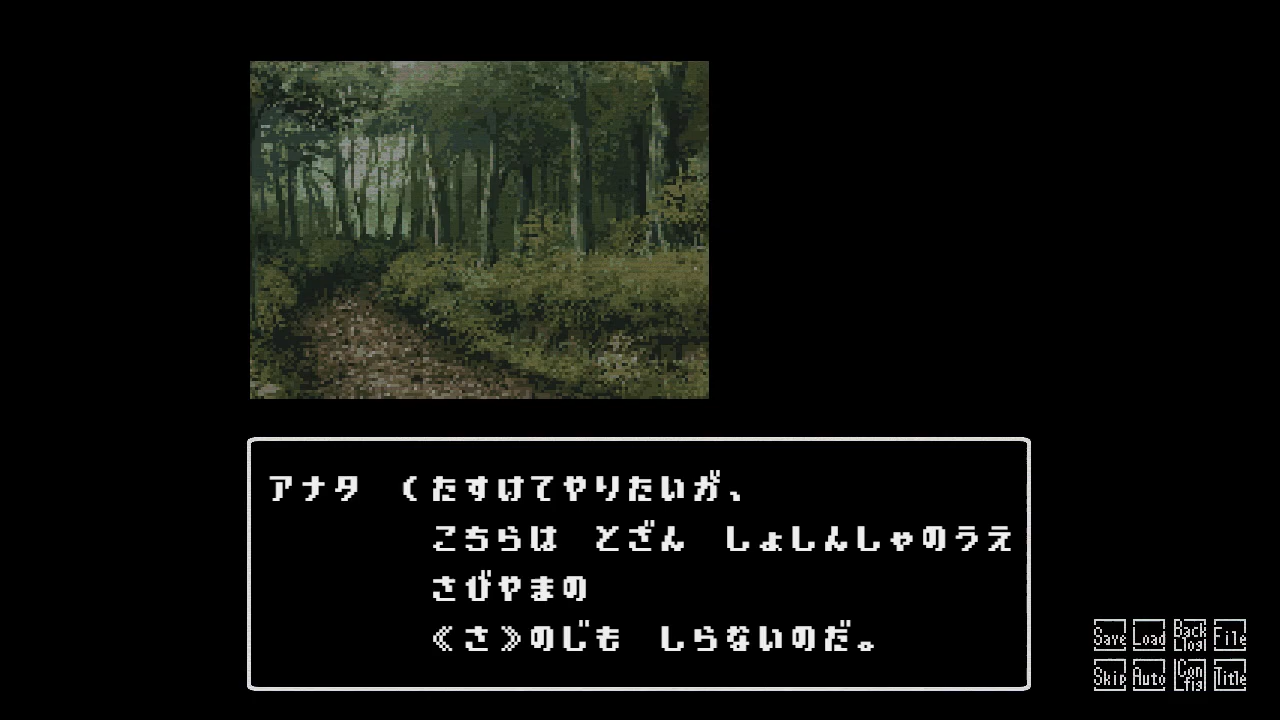 アナタ （たすけてやりたいが、
こちらは　とざん　しょしんしゃのうえ
さびやまの
《さ》のじも　しらないのだ。
Save Load Back Log File
Skip Auto Config Title